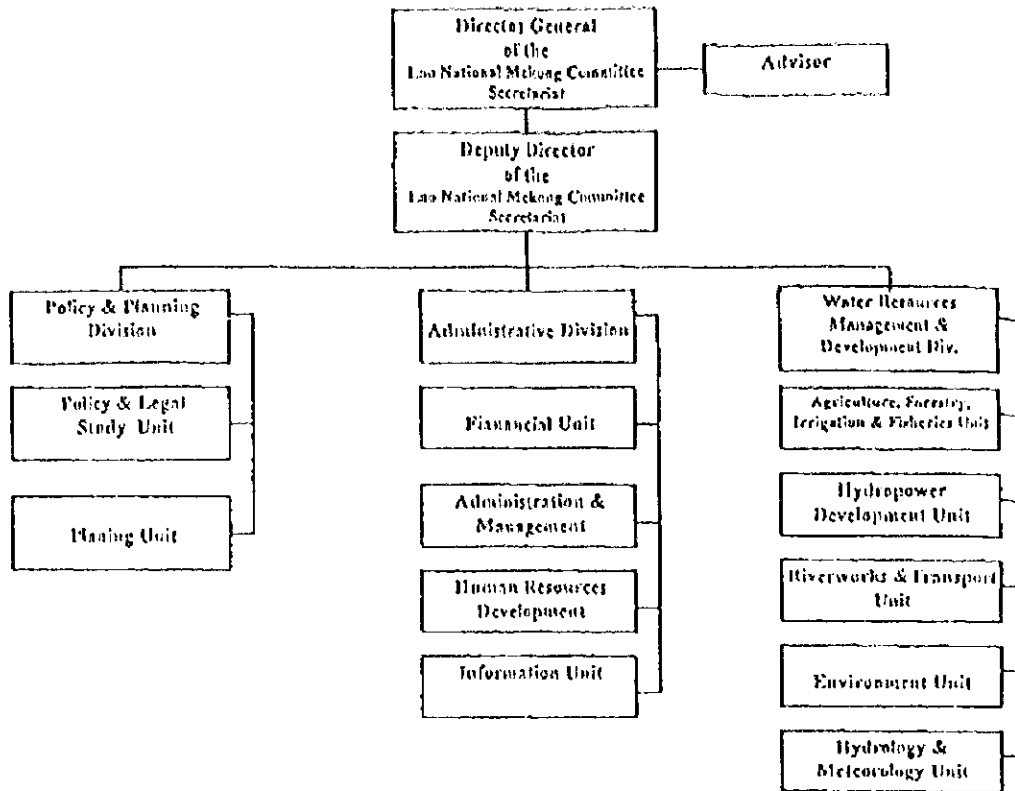 Director General
of the
Lao National Mekong Committee
Secretariat
Advisor
Deputy Director
of the
Lao National Mekong Committee
Secretariat
Policy & Planning
Division
Policy & Legal
Study Unit
Planing Unit
Administrative Division
Financial Unit
Administration &
Management
Human Resources
Development
Information Unit
Water Resources
Management &
Development Div.
Agriculture, Forestry,
Irrigation & Fisheries Unit
Hydropower
Development Unit
Riverworks & Transport
Unit
Environment Unit
Hydrology &
Meteorology Unit